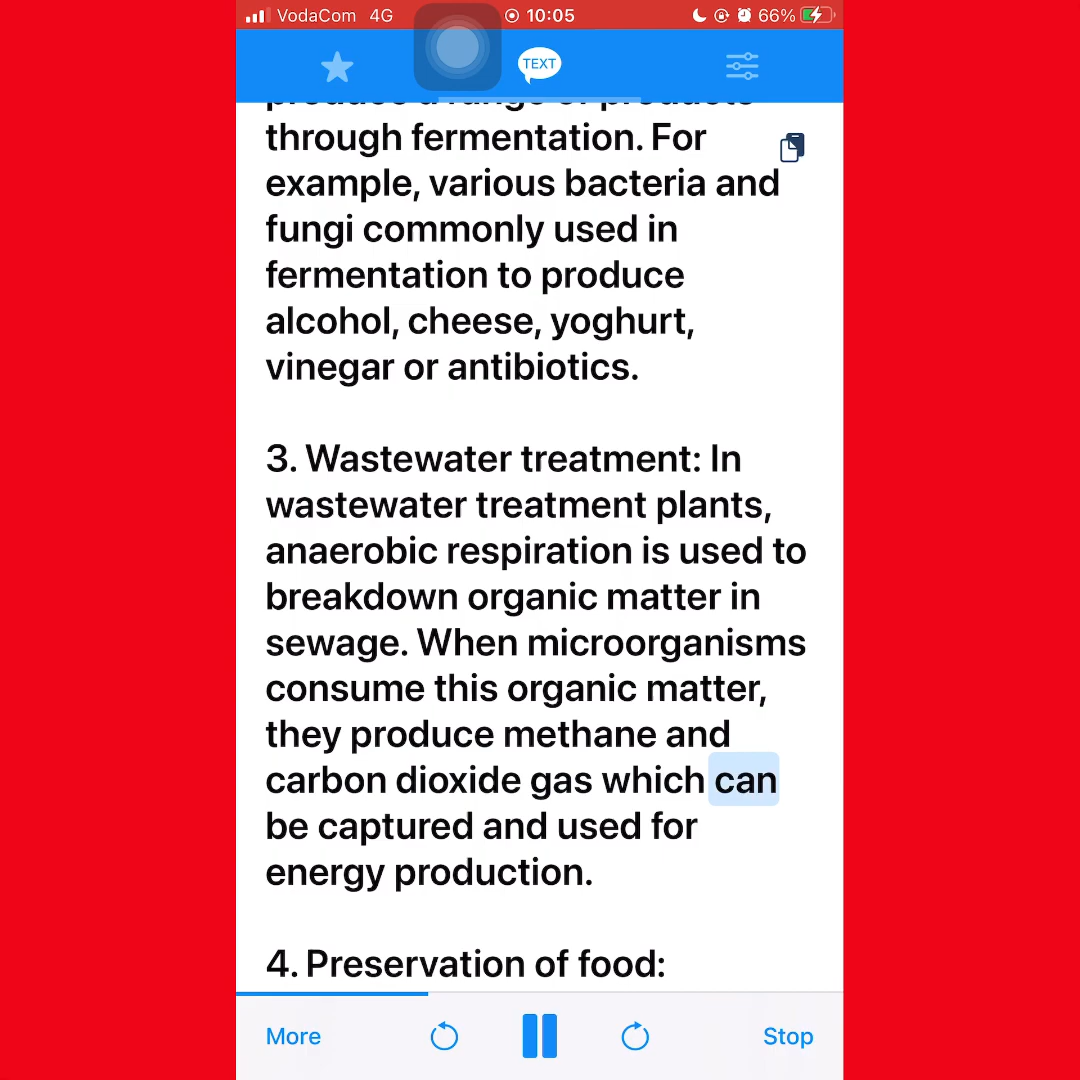 VodaCom 4G 10:05 66%
TEXT
through fermentation. For
example, various bacteria and
fungi commonly used in
fermentation to produce
alcohol, cheese, yoghurt,
vinegar or antibiotics.
3. Wastewater treatment: In
wastewater treatment plants,
anaerobic respiration is used to
breakdown organic matter in
sewage. When microorganisms
consume this organic matter,
they produce methane and
carbon dioxide gas which can
be captured and used for
energy production.
4. Preservation of food:
More Stop